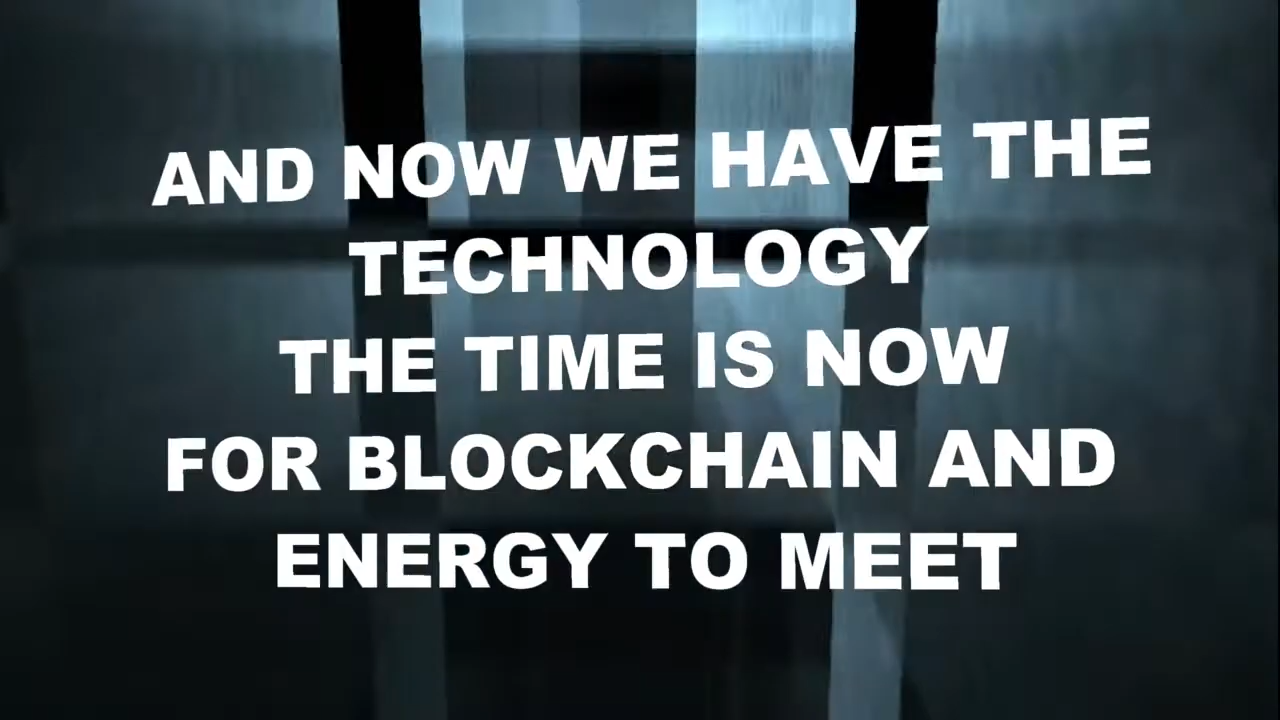 AND NOW WE HAVE THE
TECHNOLOGY
THE TIME IS NOW
FOR BLOCKCHAIN AND
ENERGY TO MEET